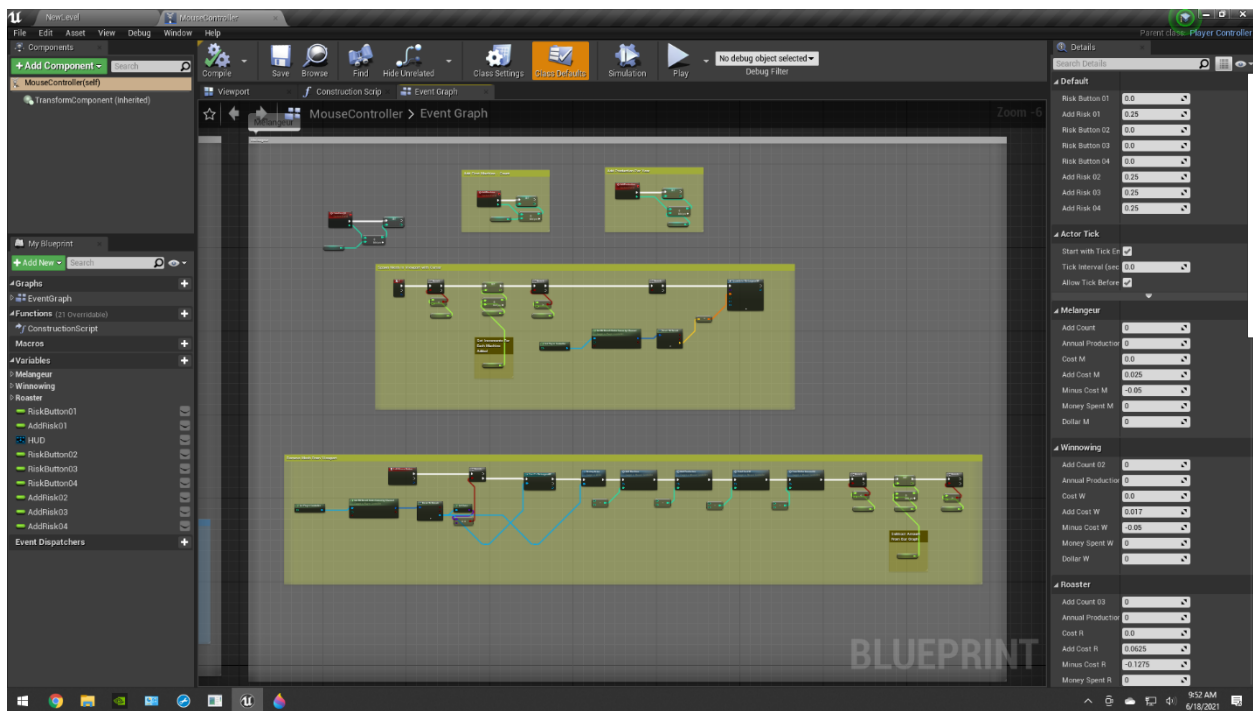 NewLevel
MouseController
File Edit Asset View Debug Window Help
Parent class: Player Controller
Components
+Add Component
Search
MouseController(self)
TransformComponent (Inherited)
Compile
Save
Browse
Find
Hide Unrelated
Class Settings
Class Defaults
Simulation
Play
No debug object selected
Debug Filter
Viewport
Construction Scrip
Event Graph
MouseController > Event Graph
Zoom -6
Melangeur
My Blueprint
+Add New
Search
Graphs
EventGraph
Functions (21 Overridable)
ConstructionScript
Macros
Variables
Melangeur
Winnowing
Roaster
RiskButton01
AddRisk01
HUD
RiskButton02
RiskButton03
RiskButton04
AddRisk02
AddRisk03
AddRisk04
Event Dispatchers
BLUEPRINT
Details
Search Details
Default
Risk Button 01 0.0
Add Risk 01 0.25
Risk Button 02 0.0
Risk Button 03 0.0
Risk Button 04 0.0
Add Risk 02 0.25
Add Risk 03 0.25
Add Risk 04 0.25
Actor Tick
Start with Tick En
Tick Interval (sec 0.0
Allow Tick Before
Melangeur
Add Count 0
Annual Production 0
Cost M 0.0
Add Cost M 0.025
Minus Cost M -0.05
Money Spent M 0
Dollar M 0
Winnowing
Add Count 02 0
Annual Production 0
Cost W 0.0
Add Cost W 0.017
Minus Cost W -0.05
Money Spent W 0
Dollar W 0
Roaster
Add Count 03 0
Annual Production 0
Cost R 0.0
Add Cost R 0.0625
Minus Cost R -0.1275
Money Spent R 0
9:52 AM
6/18/2021